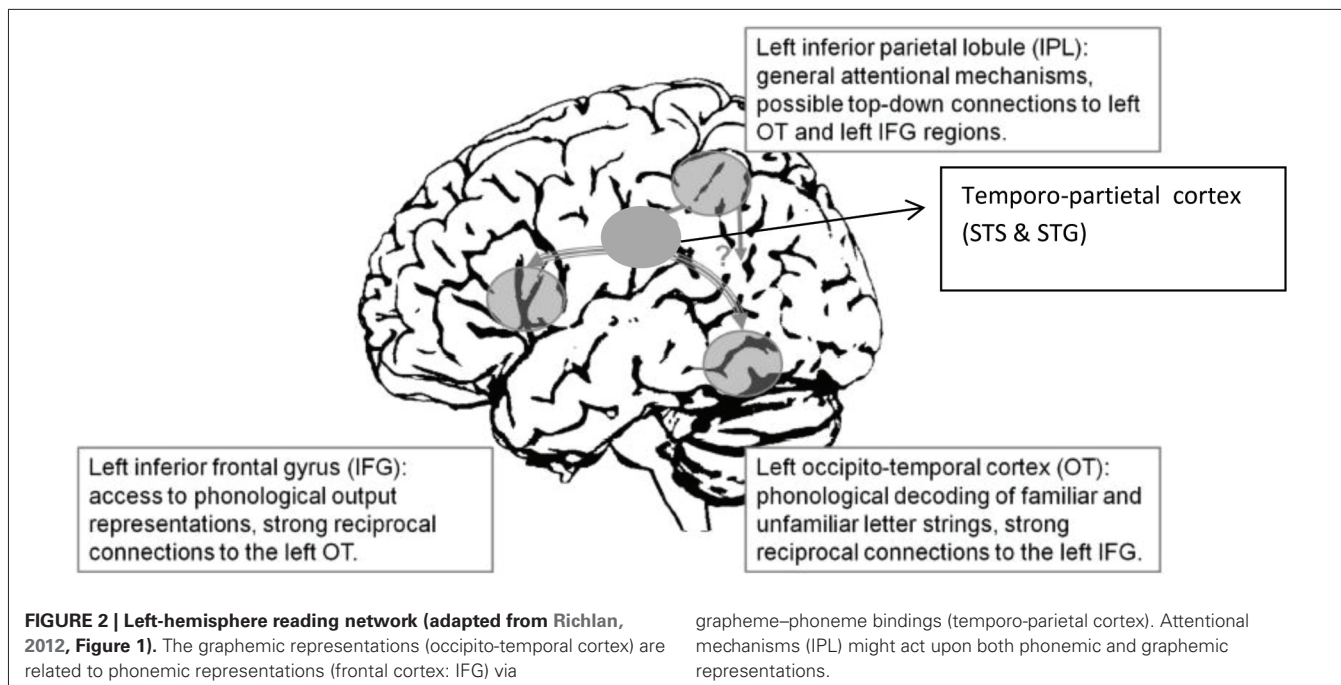 Left inferior parietal lobule (IPL):
general attentional mechanisms,
possible top-down connections to left
OT and left IFG regions.
Temporo-partietal cortex
(STS & STG)
?
Left inferior frontal gyrus (IFG):
access to phonological output
representations, strong reciprocal
connections to the left OT.
Left occipito-temporal cortex (OT):
phonological decoding of familiar and
unfamiliar letter strings, strong
reciprocal connections to the left IFG.
FIGURE 2 | Left-hemisphere reading network (adapted from Richlan,
2012, Figure 1). The graphemic representations (occipito-temporal cortex) are
related to phonemic representations (frontal cortex: IFG) via
grapheme–phoneme bindings (temporo-parietal cortex). Attentional
mechanisms (IPL) might act upon both phonemic and graphemic
representations.